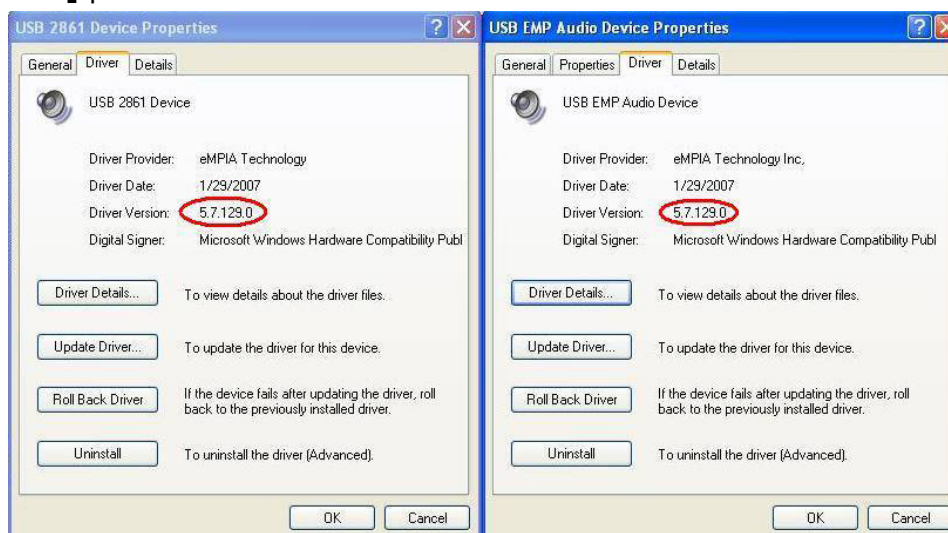 USB 2861 Device Properties
General Driver Details
USB 2861 Device
Driver Provider: eMPIA Technology
Driver Date: 1/29/2007
Driver Version: 5.7.129.0
Digital Signer: Microsoft Windows Hardware Compatibility Publ
Driver Details... To view details about the driver files.
Update Driver... To update the driver for this device.
Roll Back Driver If the device fails after updating the driver, roll
back to the previously installed driver.
Uninstall To uninstall the driver (Advanced).
OK Cancel
USB EMP Audio Device Properties
General Properties Driver Details
USB EMP Audio Device
Driver Provider: eMPIA Technology Inc,
Driver Date: 1/29/2007
Driver Version: 5.7.129.0
Digital Signer: Microsoft Windows Hardware Compatibility Publ
Driver Details... To view details about the driver files.
Update Driver... To update the driver for this device.
Roll Back Driver If the device fails after updating the driver, roll
back to the previously installed driver.
Uninstall To uninstall the driver (Advanced).
OK Cancel